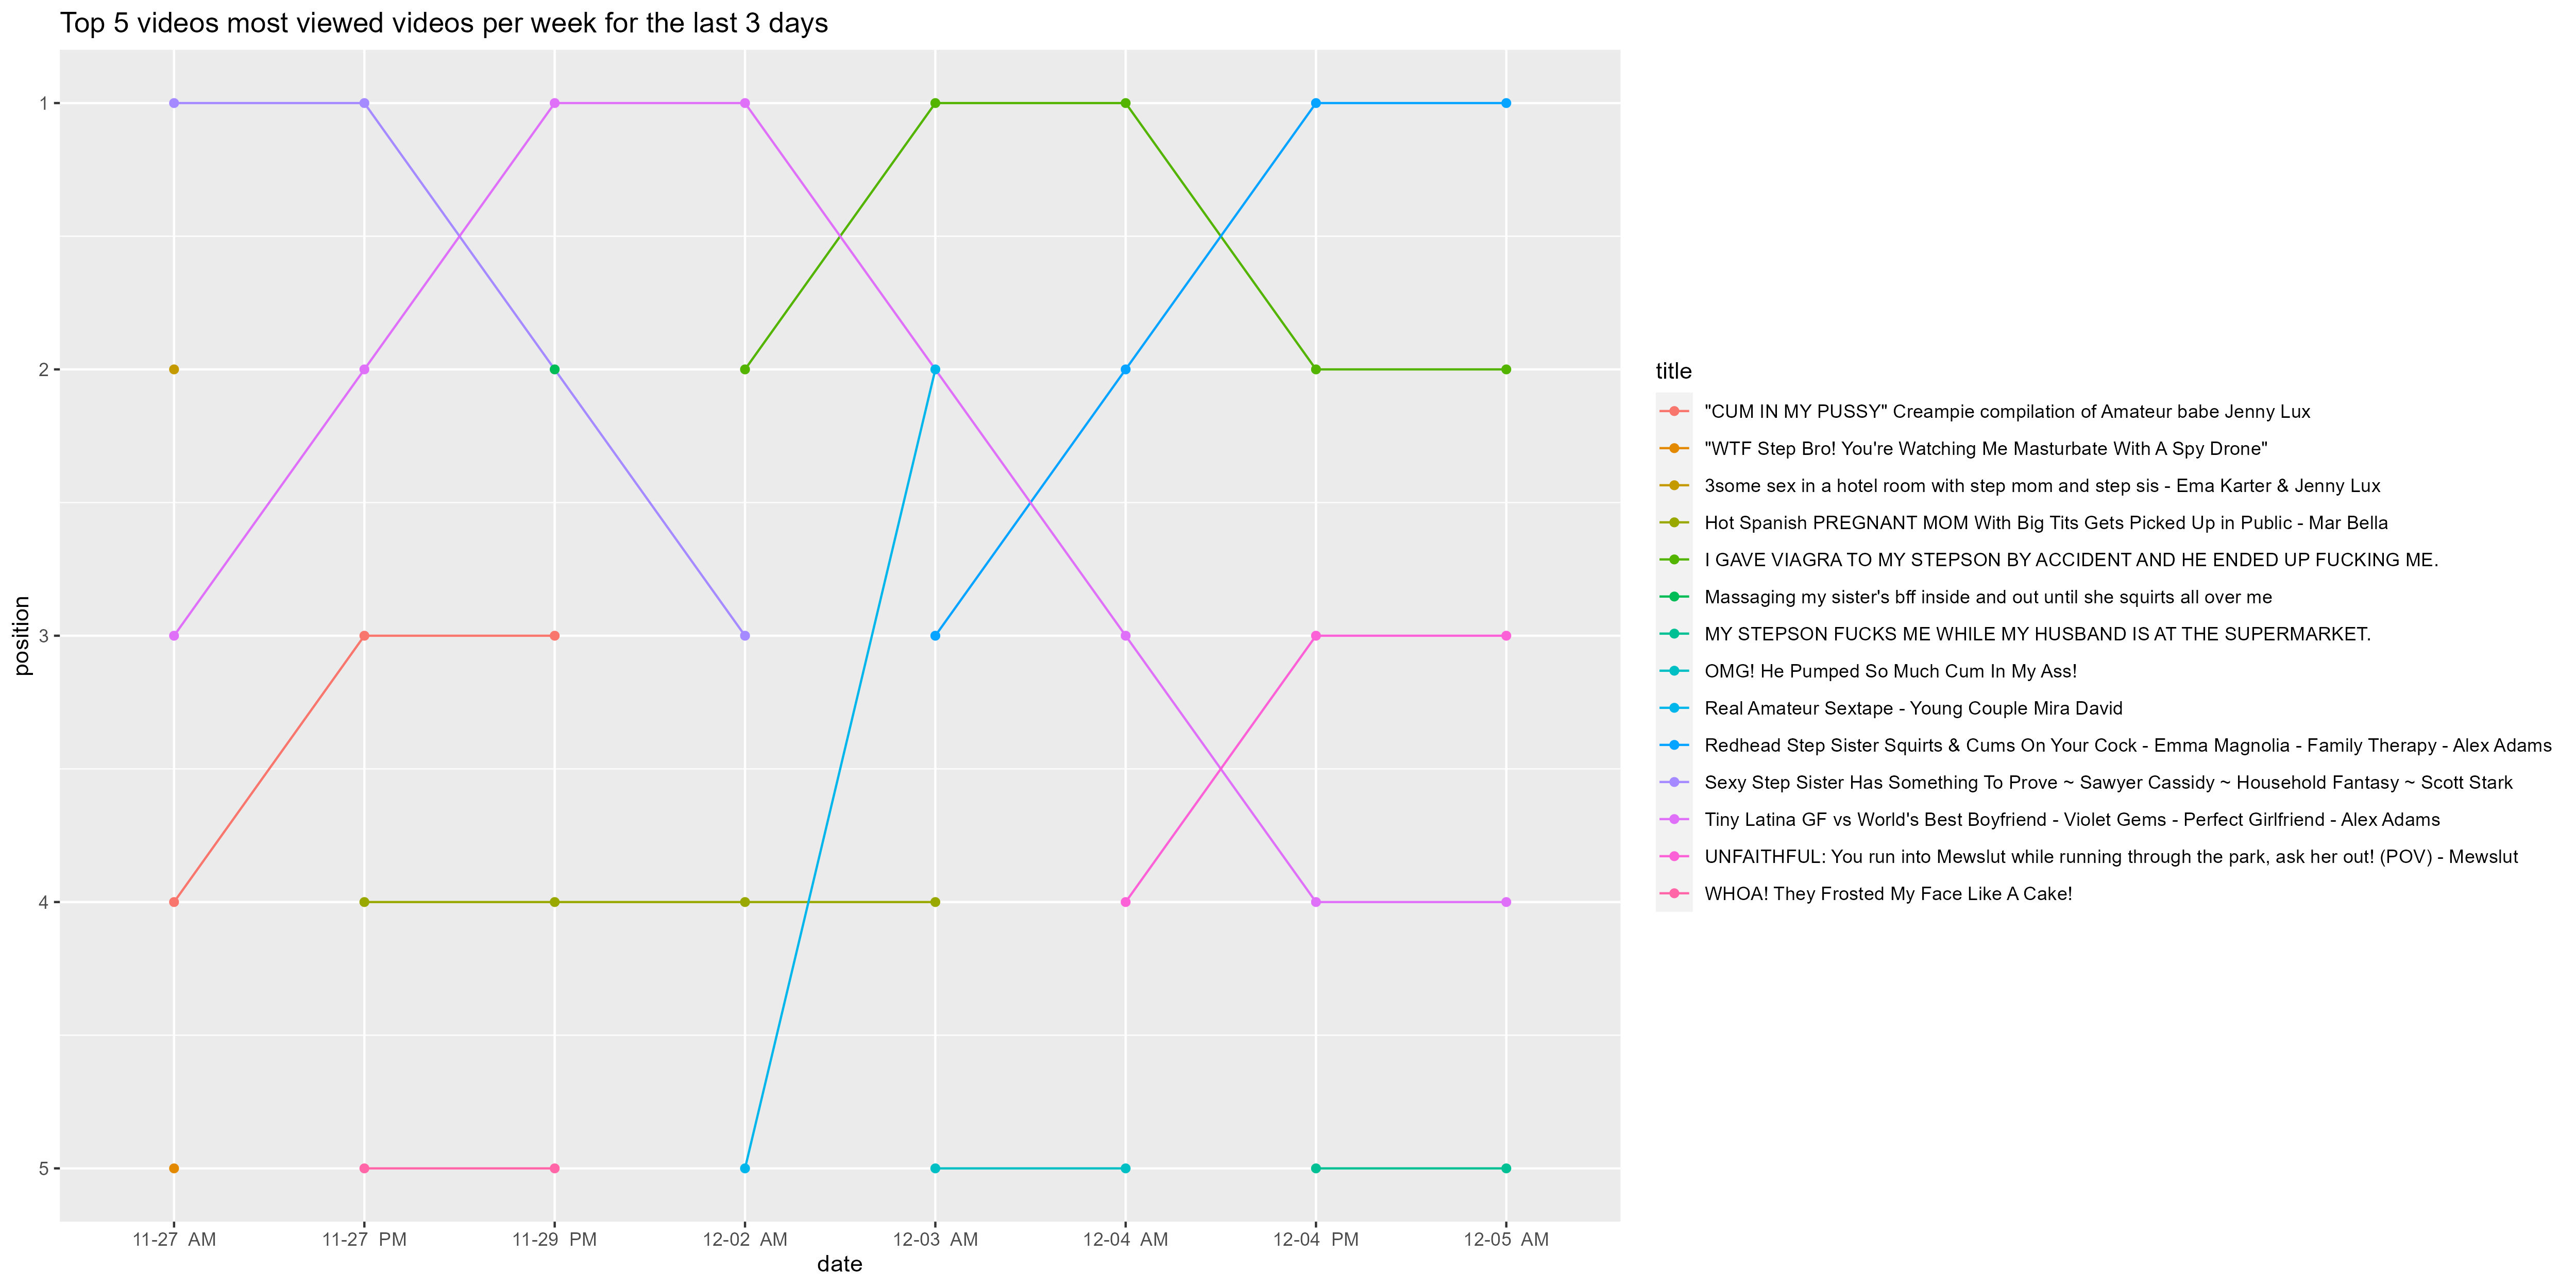 Top 5 videos most viewed videos per week for the last 3 days
position
1
2
3
4
5
11-27 AM
11-27 PM
11-29 PM
12-02 AM
12-03 AM
12-04 AM
12-04 PM
12-05 AM
date
title
"CUM IN MY PUSSY" Creampie compilation of Amateur babe Jenny Lux
"WTF Step Bro! You're Watching Me Masturbate With A Spy Drone"
3some sex in a hotel room with step mom and step sis - Ema Karter & Jenny Lux
Hot Spanish PREGNANT MOM With Big Tits Gets Picked Up in Public - Mar Bella
I GAVE VIAGRA TO MY STEPSON BY ACCIDENT AND HE ENDED UP FUCKING ME.
Massaging my sister's bff inside and out until she squirts all over me
MY STEPSON FUCKS ME WHILE MY HUSBAND IS AT THE SUPERMARKET.
OMG! He Pumped So Much Cum In My Ass!
Real Amateur Sextape - Young Couple Mira David
Redhead Step Sister Squirts & Cums On Your Cock - Emma Magnolia - Family Therapy - Alex Adams
Sexy Step Sister Has Something To Prove ~ Sawyer Cassidy ~ Household Fantasy ~ Scott Stark
Tiny Latina GF vs World's Best Boyfriend - Violet Gems - Perfect Girlfriend - Alex Adams
UNFAITHFUL: You run into Mewslut while running through the park, ask her out! (POV) - Mewslut
WHOA! They Frosted My Face Like A Cake!